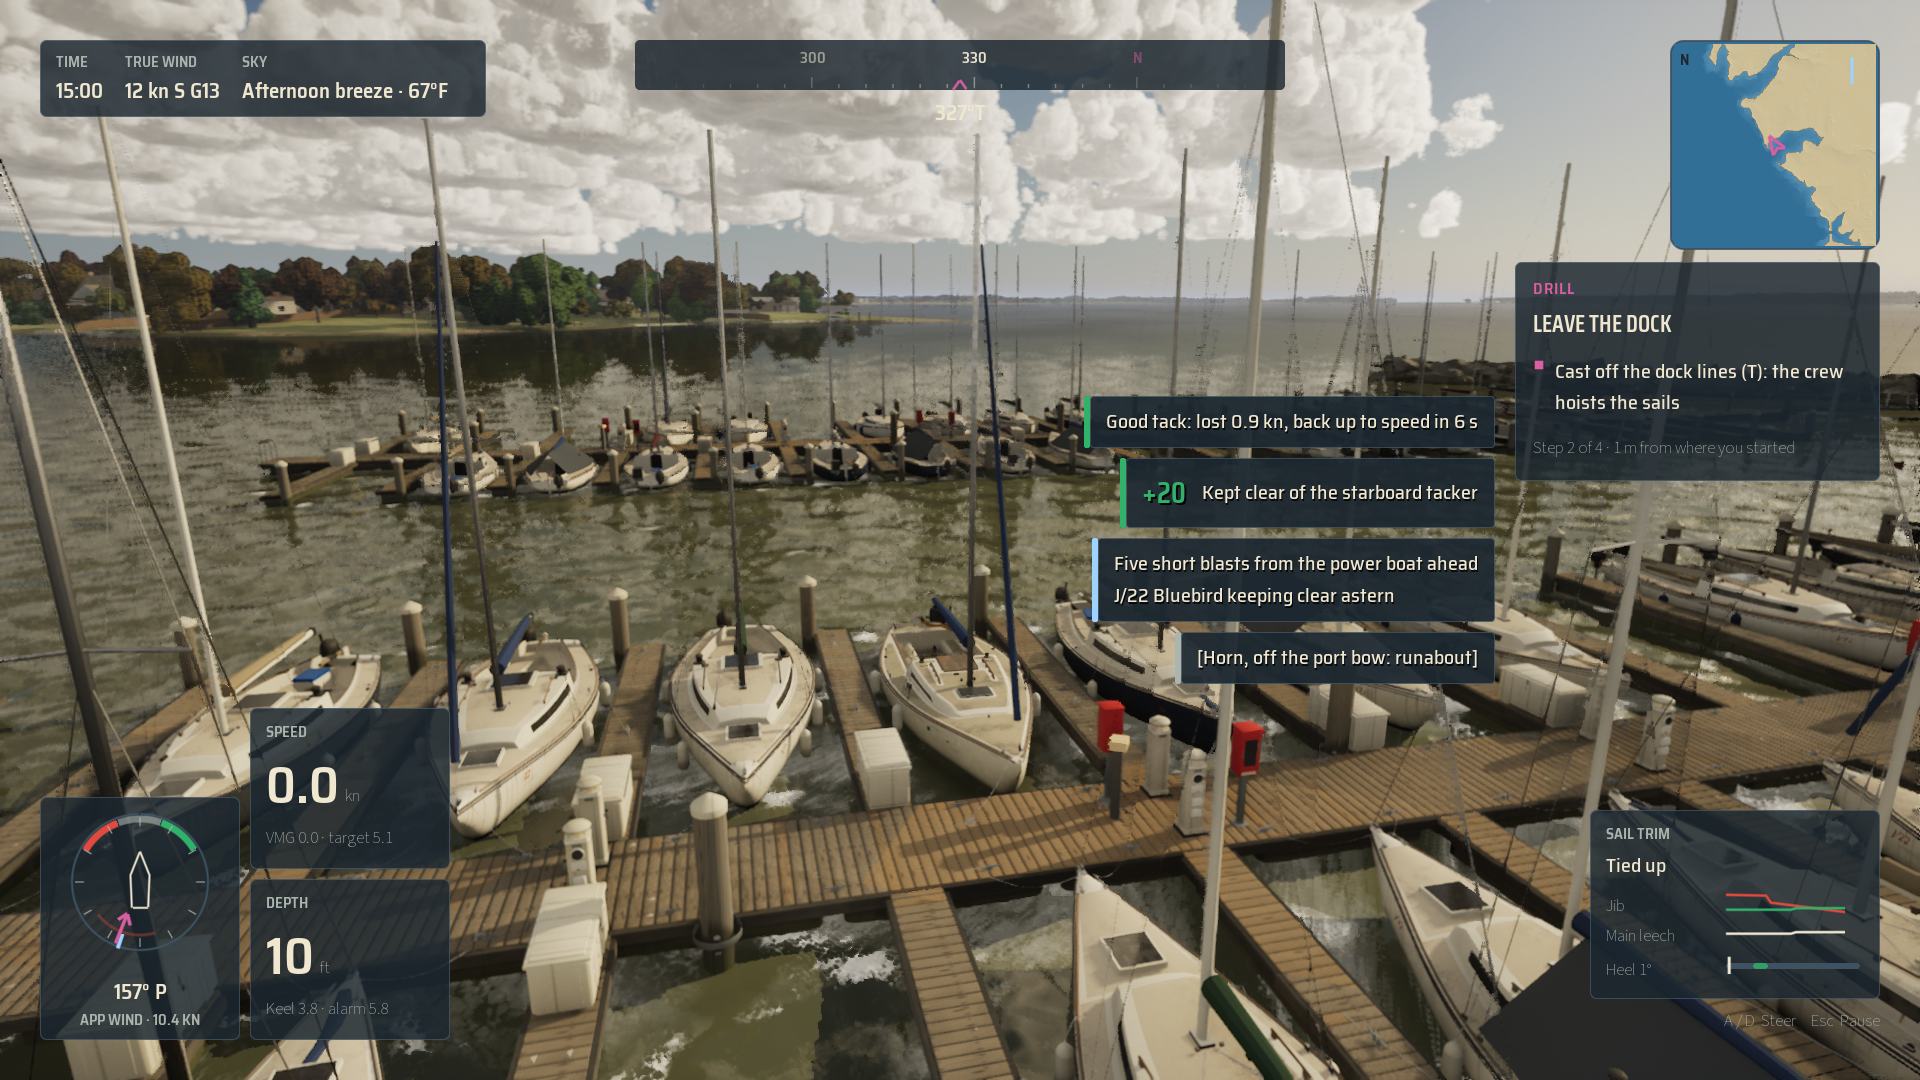 TIME
15:00
TRUE WIND
12 kn S G13
SKY
Afternoon breeze · 67°F
300
330
N
327°T
N
DRILL
LEAVE THE DOCK
Cast off the dock lines (T): the crew
hoists the sails
Step 2 of 4 · 1 m from where you started
Good tack: lost 0.9 kn, back up to speed in 6 s
+20 Kept clear of the starboard tacker
Five short blasts from the power boat ahead
J/22 Bluebird keeping clear astern
[Horn, off the port bow: runabout]
SPEED
0.0 kn
VMG 0.0 · target 5.1
DEPTH
10 ft
Keel 3.8 · alarm 5.8
157° P
APP WIND · 10.4 KN
SAIL TRIM
Tied up
Jib
Main leech
Heel 1°
A / D Steer Esc Pause